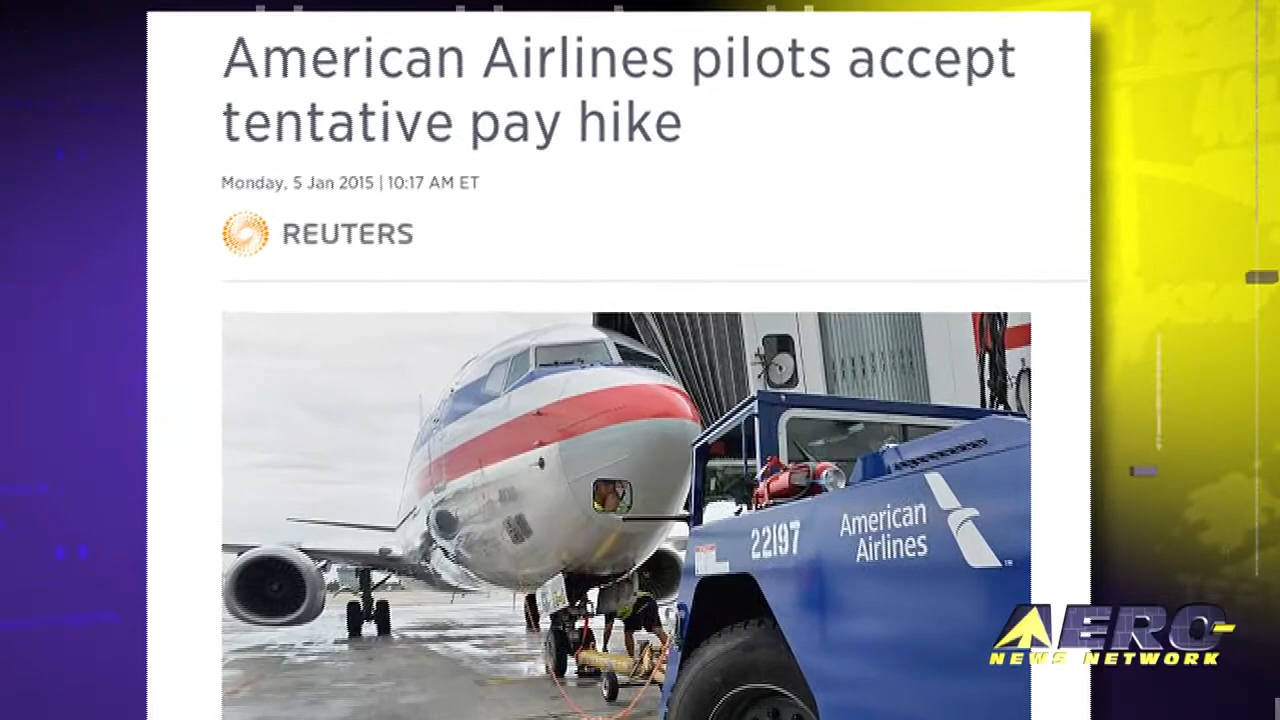 American Airlines pilots accept
tentative pay hike
Monday, 5 Jan 2015 | 10:17 AM ET
REUTERS
22197
American
Airlines
AERO-
NEWS NETWORK